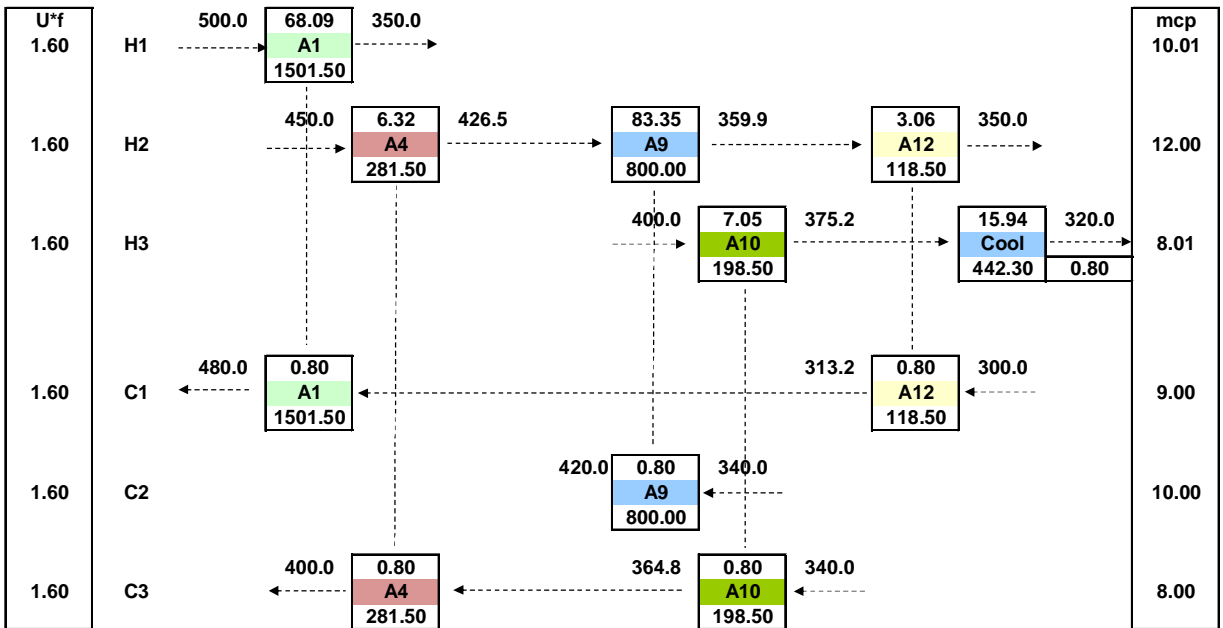 U*f 500.0 68.09 350.0 mcp
1.60 H1 A1 10.01
1501.50
450.0 6.32 426.5 83.35 359.9 3.06 350.0
1.60 H2 A4 A9 A12 12.00
281.50 800.00 118.50
400.0 7.05 375.2 15.94 320.0
1.60 H3 A10 Cool 8.01
198.50 442.30 0.80
480.0 0.80 313.2 0.80 300.0
1.60 C1 A1 A12 9.00
1501.50 118.50
420.0 0.80 340.0
1.60 C2 A9 10.00
800.00
400.0 0.80 364.8 0.80 340.0
1.60 C3 A4 A10 8.00
281.50 198.50